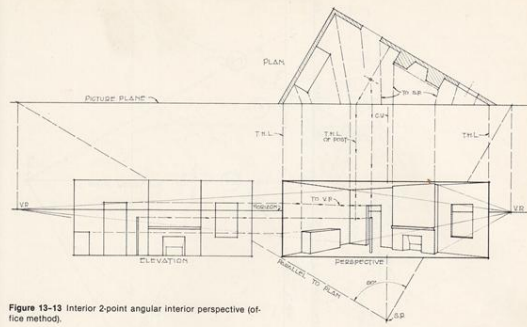 PLAN
PICTURE PLANE
TO S.P.
C.V.
T.H.L.
T.H.L.
OF POST
T.H.L.
V.P.
HORIZON
TO V.P.
V.P.
ELEVATION
PERSPECTIVE
PARALLEL TO PLAN
90°
S.P.
Figure 13–13 Interior 2-point angular interior perspective (of-
fice method).